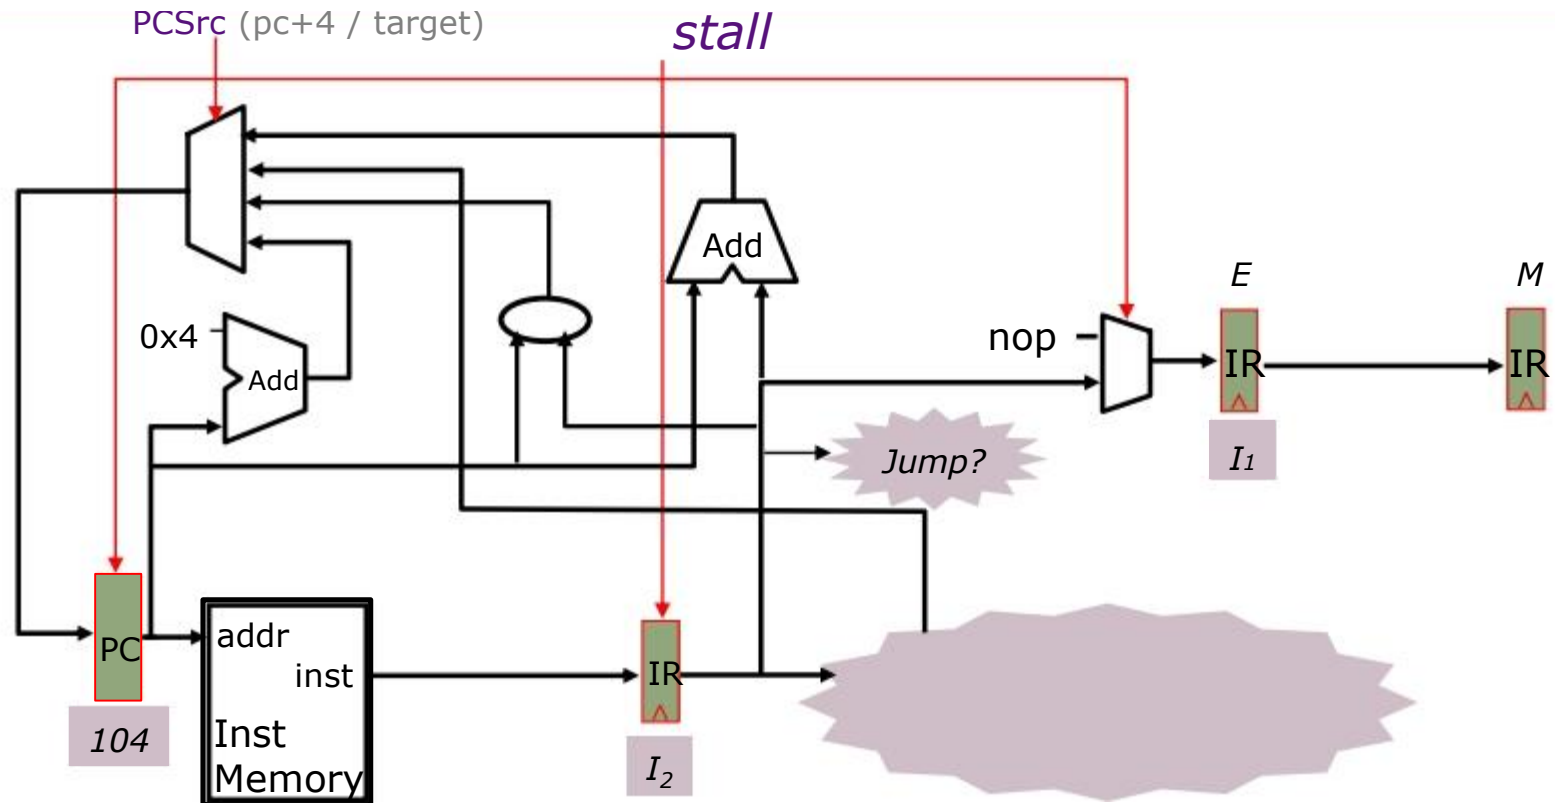 PCSrc (pc+4 / target)
stall
Add
E
M
0x4
nop
Add
IR
IR
Jump?
I1
addr
PC
inst
IR
104
Inst
Memory
I2